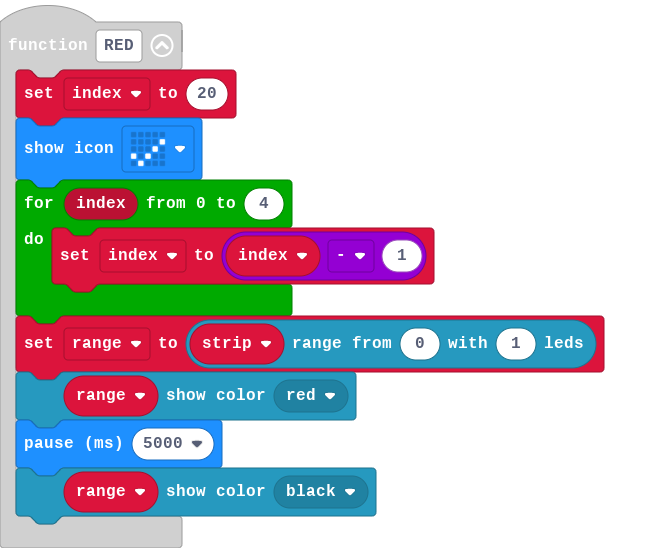 function RED
set index to 20
show icon
for index from 0 to 4
do
set index to index - 1
set range to strip range from 0 with 1 leds
range show color red
pause (ms) 5000
range show color black